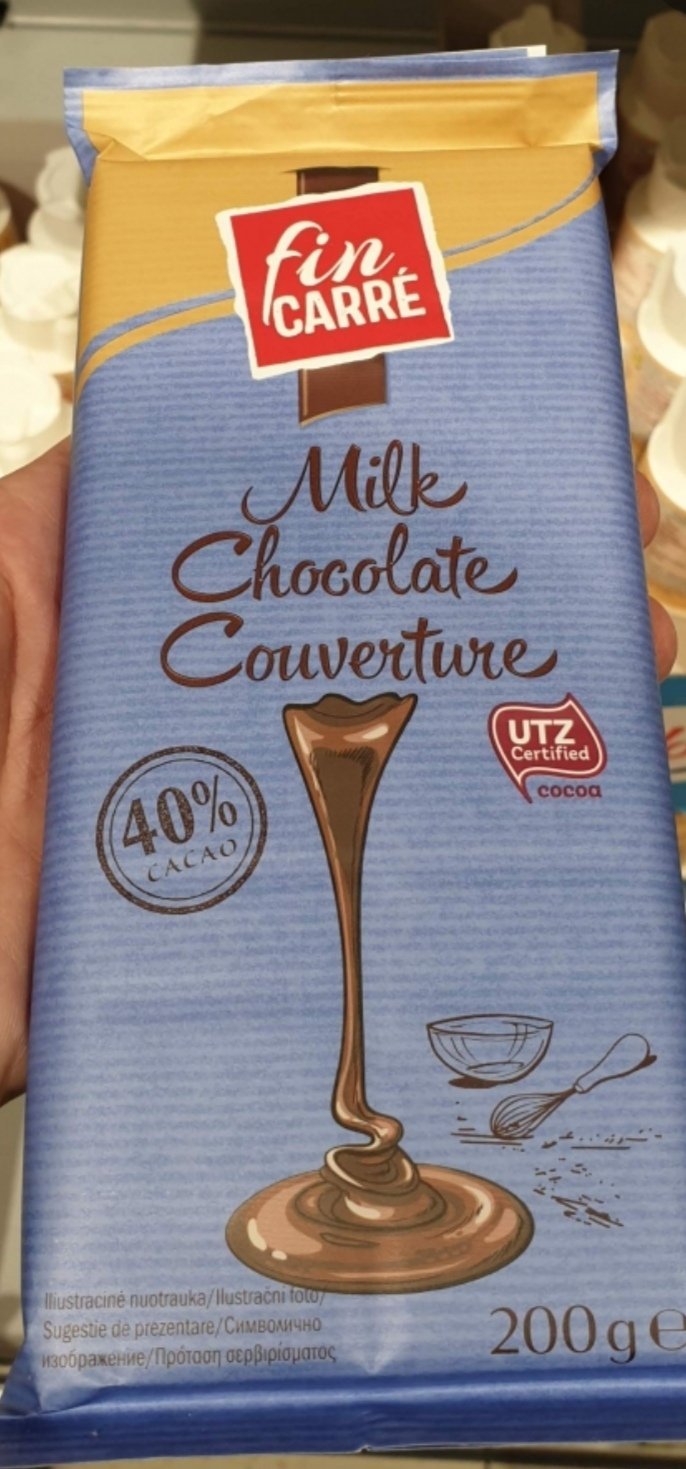 fin
CARRÉ
Milk
Chocolate
Couverture
UTZ
Certified
cocoa
40%
CACAO
Iliustracinė nuotrauka/Ilustrační foto/
Sugestie de prezentare/Символично
изображение/Πρόταση σερβιρίσματος
200 g e